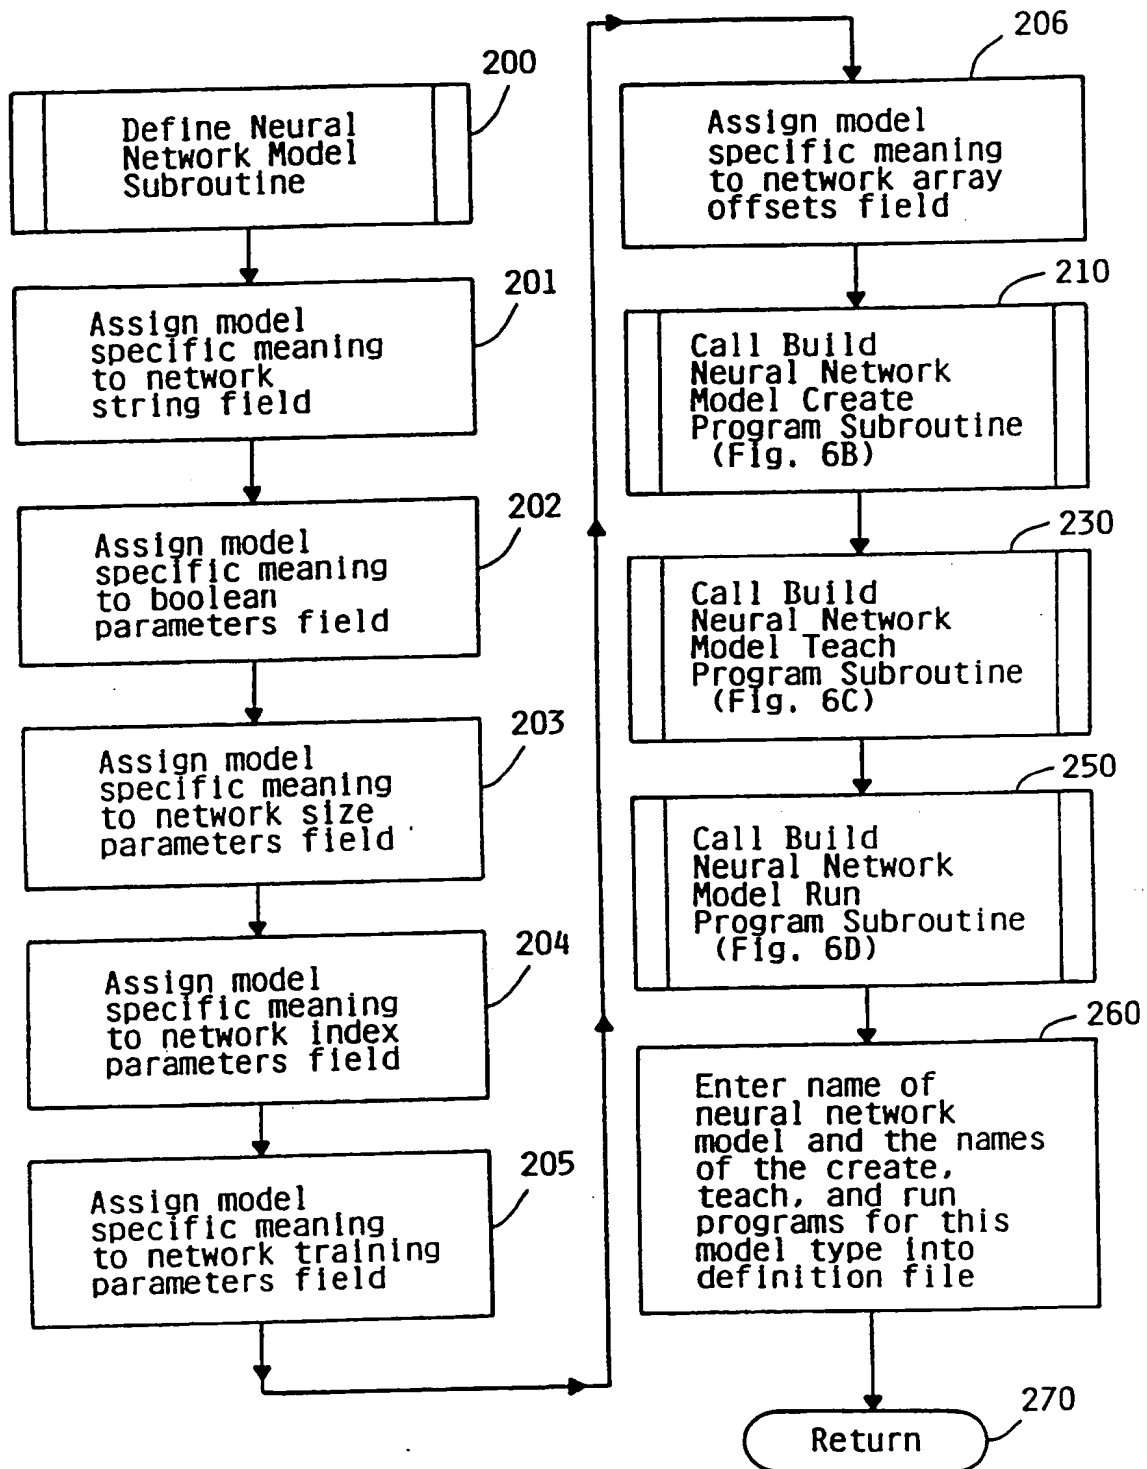 200
Define Neural
Network Model
Subroutine
201
Assign model
specific meaning
to network
string field
202
Assign model
specific meaning
to boolean
parameters field
203
Assign model
specific meaning
to network size
parameters field
204
Assign model
specific meaning
to network index
parameters field
205
Assign model
specific meaning
to network training
parameters field
206
Assign model
specific meaning
to network array
offsets field
210
Call Build
Neural Network
Model Create
Program Subroutine
(Fig. 6B)
230
Call Build
Neural Network
Model Teach
Program Subroutine
(Fig. 6C)
250
Call Build
Neural Network
Model Run
Program Subroutine
(Fig. 6D)
260
Enter name of
neural network
model and the names
of the create,
teach, and run
programs for this
model type into
definition file
270
Return